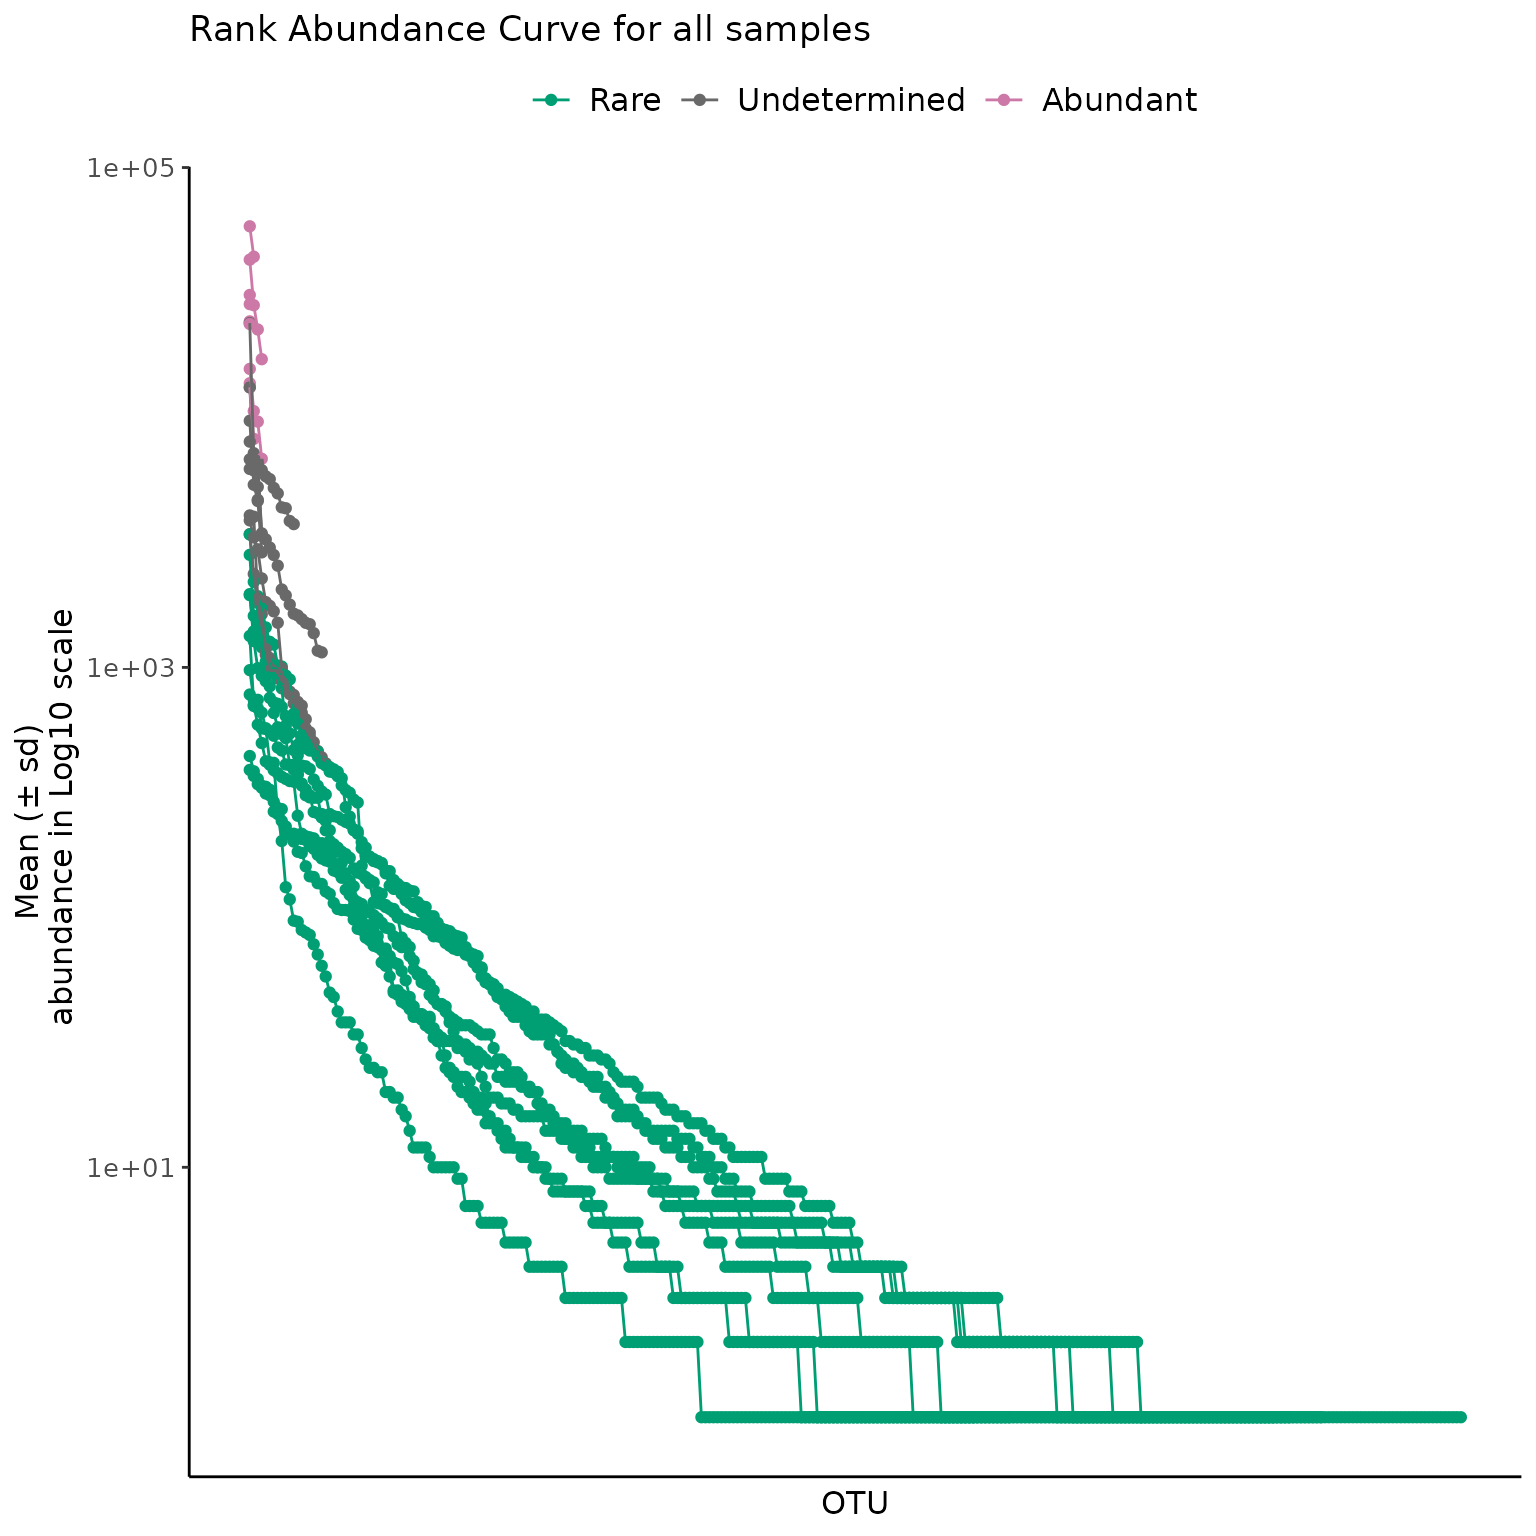 Rank Abundance Curve for all samples
Rare Undetermined Abundant
1e+05
1e+03
1e+01
Mean (± sd)
abundance in Log10 scale
OTU